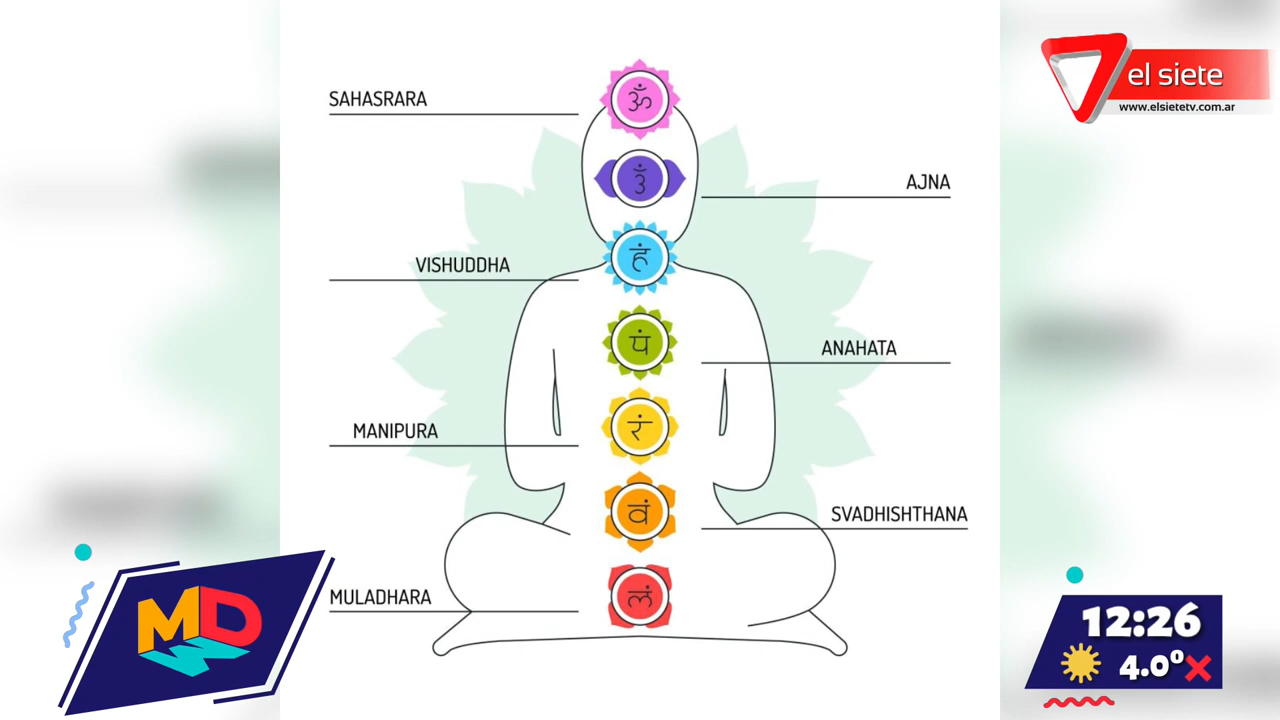 SAHASRARA
ॐ
AJNA
VISHUDDHA
हं
ANAHATA
यं
MANIPURA
रं
SVADHISHTHANA
वं
MULADHARA
लं
el siete
www.elsietetv.com.ar
MD
12:26
4.0º